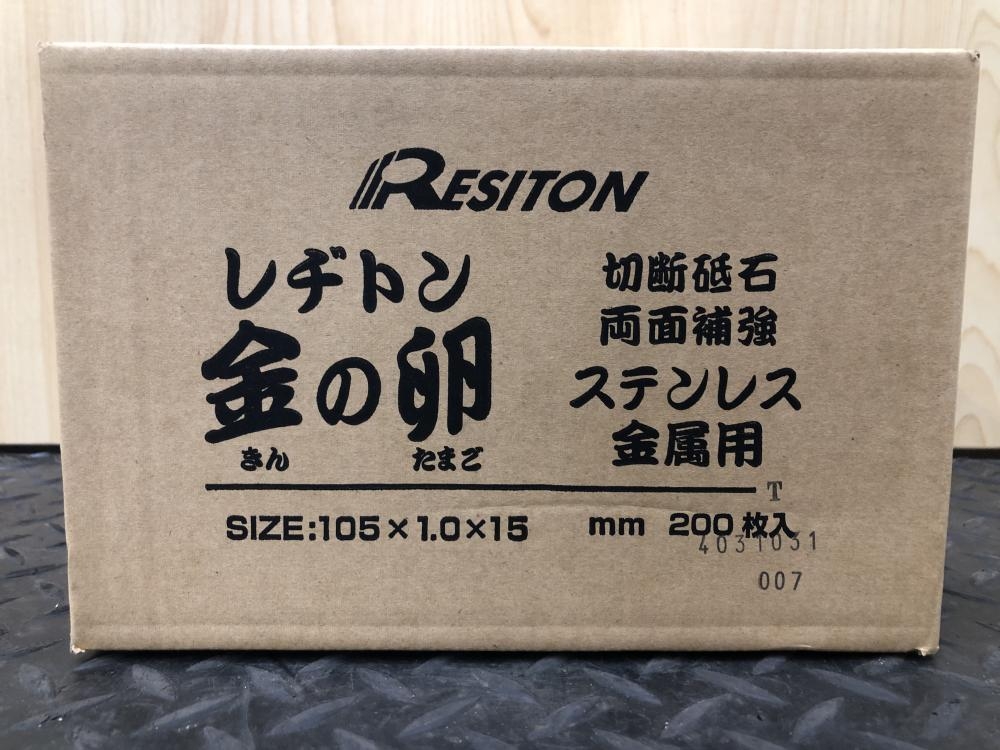 RESITON
レヂトン
金の卵
きん たまご
切断砥石
両面補強
ステンレス
金属用
T
SIZE:105×1.0×15 mm 200枚入
4031031
007